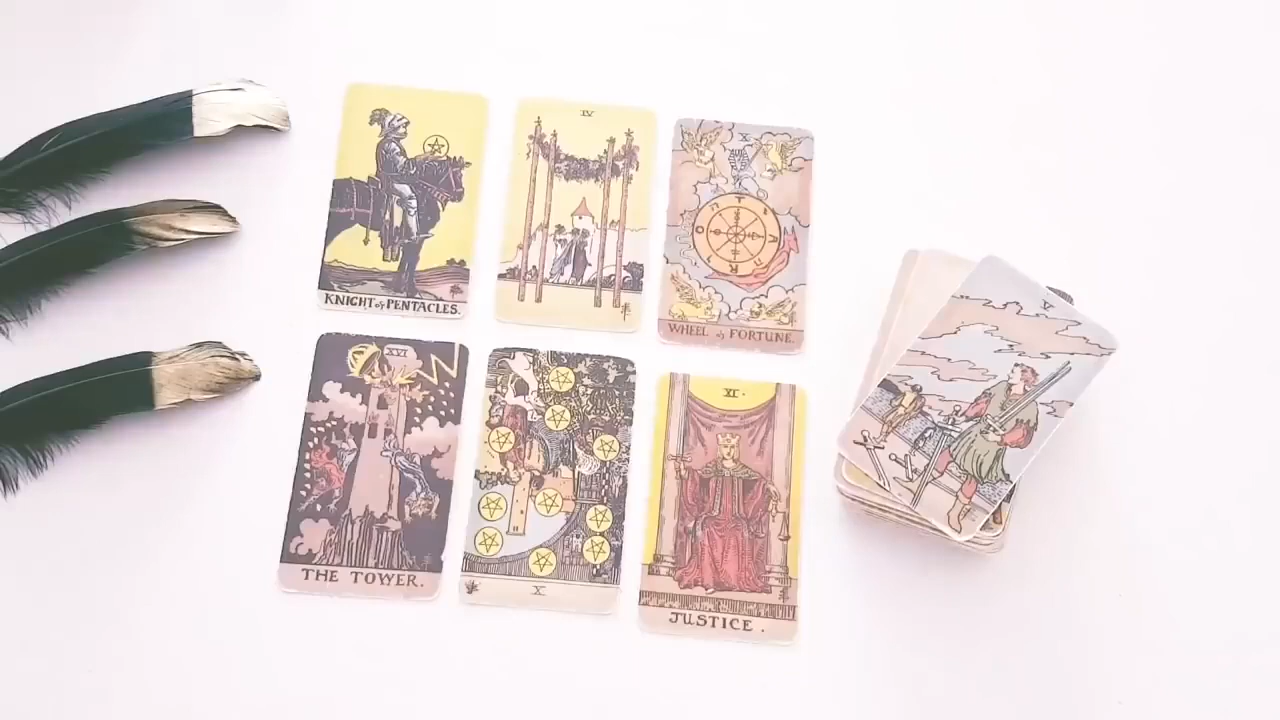 KNIGHT of PENTACLES.
IV
X
WHEEL of FORTUNE.
XVI
THE TOWER.
X
XI.
JUSTICE.
V